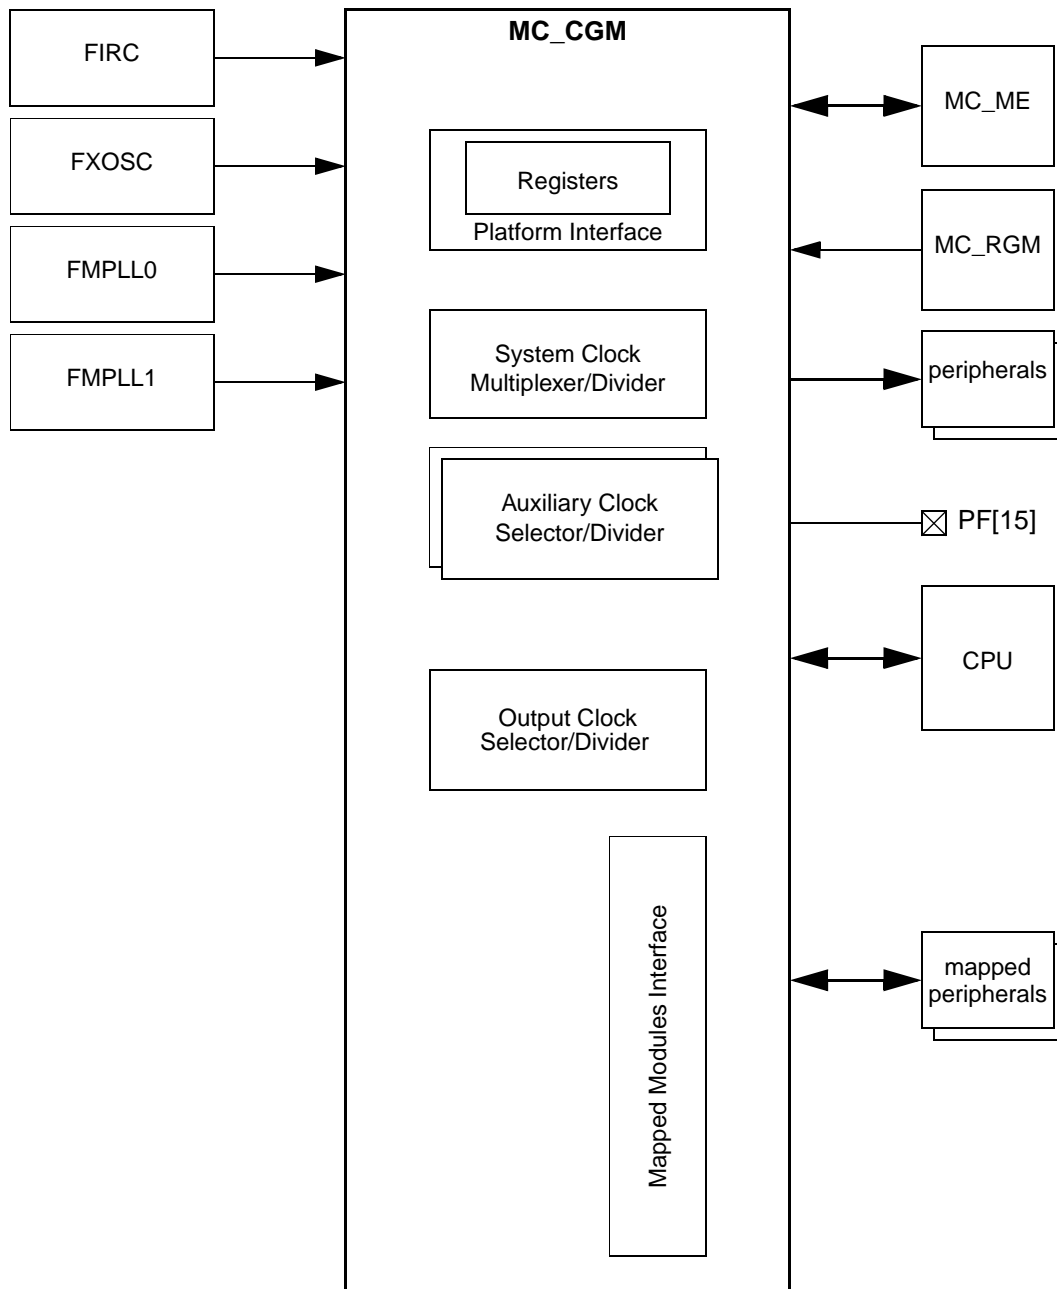 FIRC
FXOSC
FMPLL0
FMPLL1
MC_CGM
Registers
Platform Interface
System Clock
Multiplexer/Divider
Auxiliary Clock
Selector/Divider
Output Clock
Selector/Divider
Mapped Modules Interface
MC_ME
MC_RGM
peripherals
PF[15]
CPU
mapped
peripherals